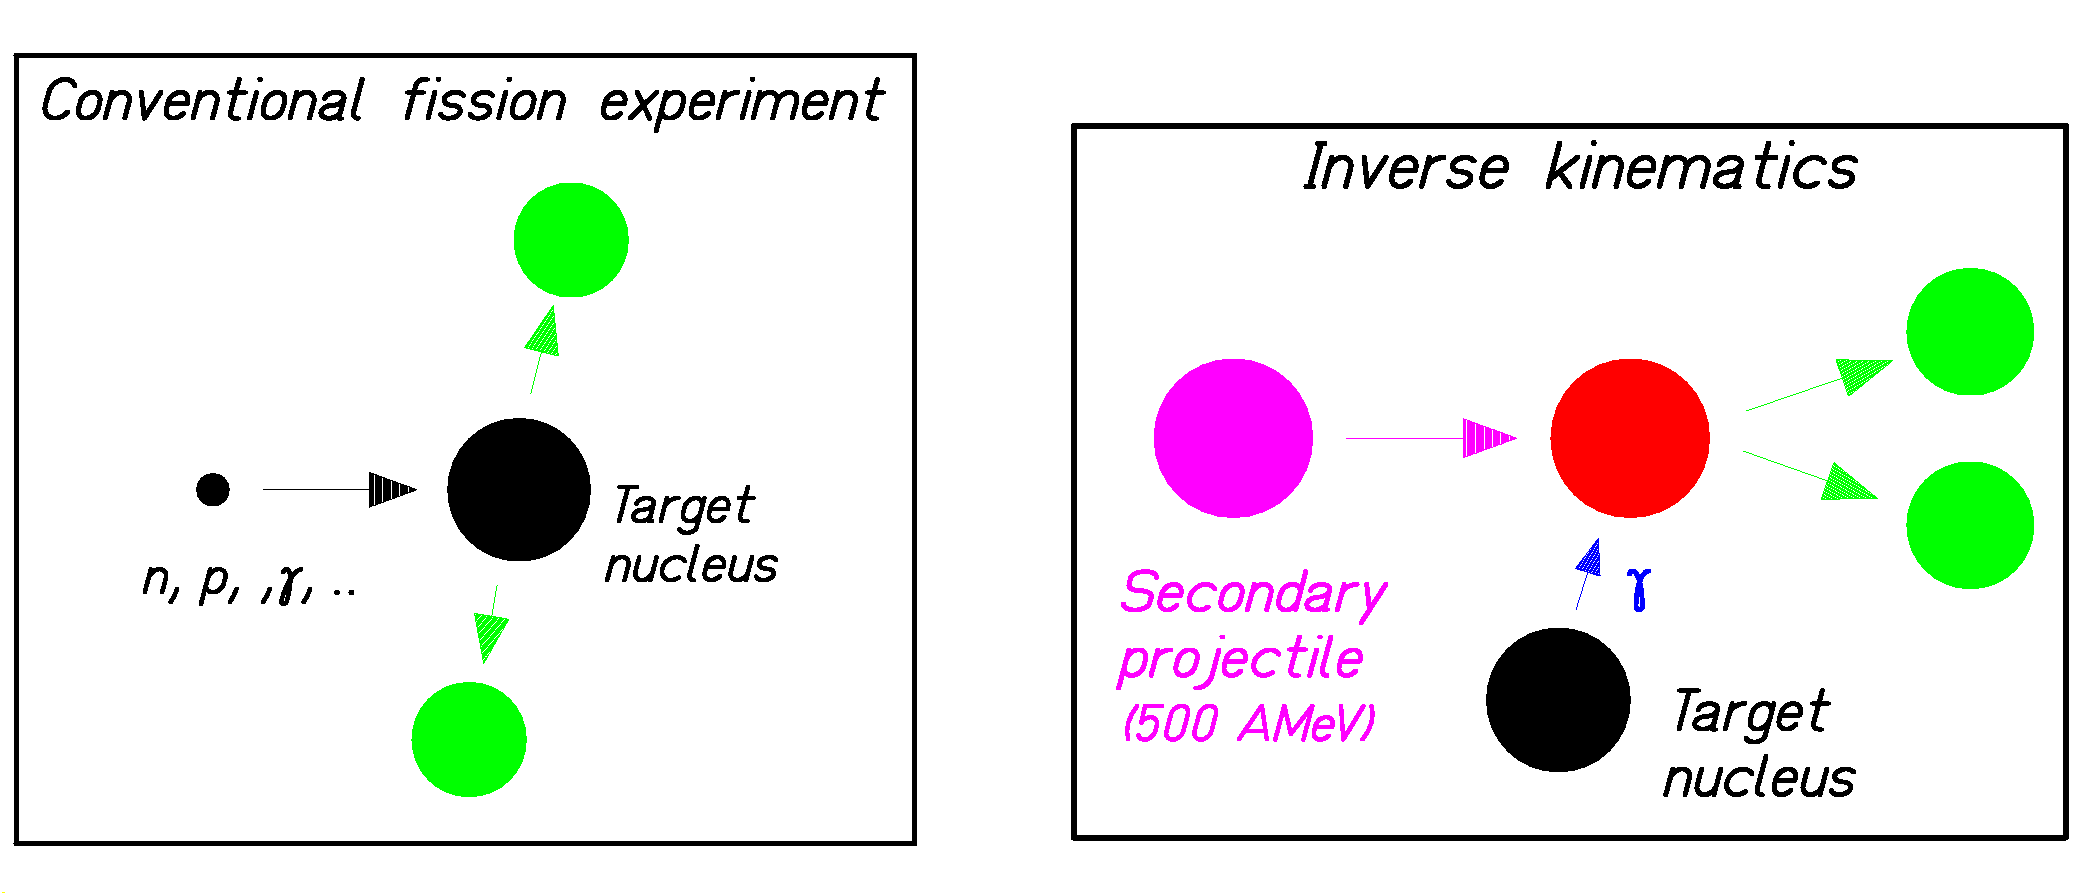 Conventional fission experiment
Target
nucleus
n, p, ,γ, ..
Inverse kinematics
Secondary
projectile
(500 AMeV)
γ
Target
nucleus